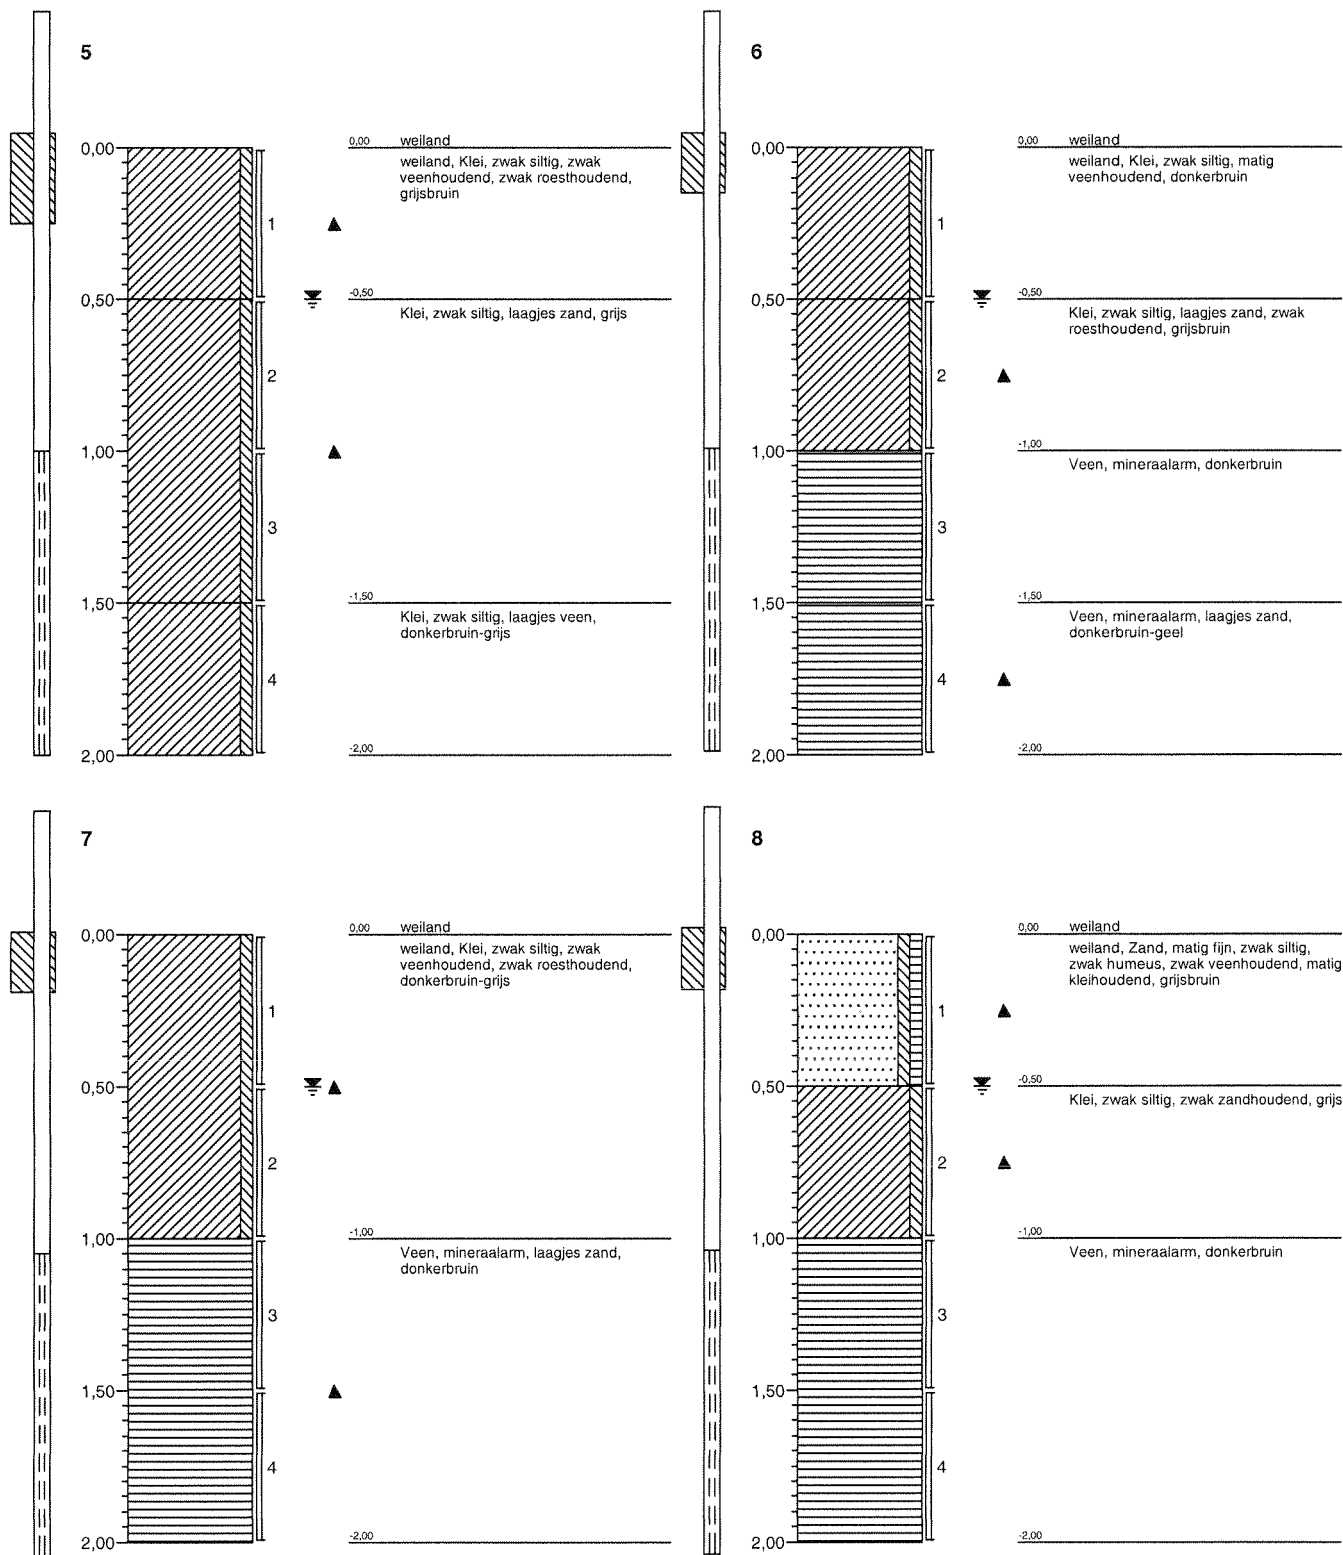 5
0,00
0,50
1,00
1,50
2,00
1
2
3
4
0,00 weiland
weiland, Klei, zwak siltig, zwak
veenhoudend, zwak roesthoudend,
grijsbruin
-0,50
Klei, zwak siltig, laagjes zand, grijs
-1,50
Klei, zwak siltig, laagjes veen,
donkerbruin-grijs
-2,00
6
0,00
0,50
1,00
1,50
2,00
1
2
3
4
0,00 weiland
weiland, Klei, zwak siltig, matig
veenhoudend, donkerbruin
-0,50
Klei, zwak siltig, laagjes zand, zwak
roesthoudend, grijsbruin
-1,00
Veen, mineraalarm, donkerbruin
-1,50
Veen, mineraalarm, laagjes zand,
donkerbruin-geel
-2,00
7
0,00
0,50
1,00
1,50
2,00
1
2
3
4
0,00 weiland
weiland, Klei, zwak siltig, zwak
veenhoudend, zwak roesthoudend,
donkerbruin-grijs
-1,00
Veen, mineraalarm, laagjes zand,
donkerbruin
-2,00
8
0,00
0,50
1,00
1,50
2,00
1
2
3
4
0,00 weiland
weiland, Zand, matig fijn, zwak siltig,
zwak humeus, zwak veenhoudend, matig
kleihoudend, grijsbruin
-0,50
Klei, zwak siltig, zwak zandhoudend, grijs
-1,00
Veen, mineraalarm, donkerbruin
-2,00